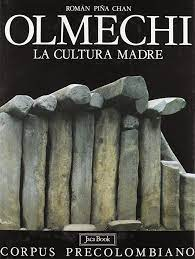 ROMÁN PIÑA CHAN
OLMECHI
LA CULTURA MADRE
Jaca Book
CORPUS PRECOLOMBIANO